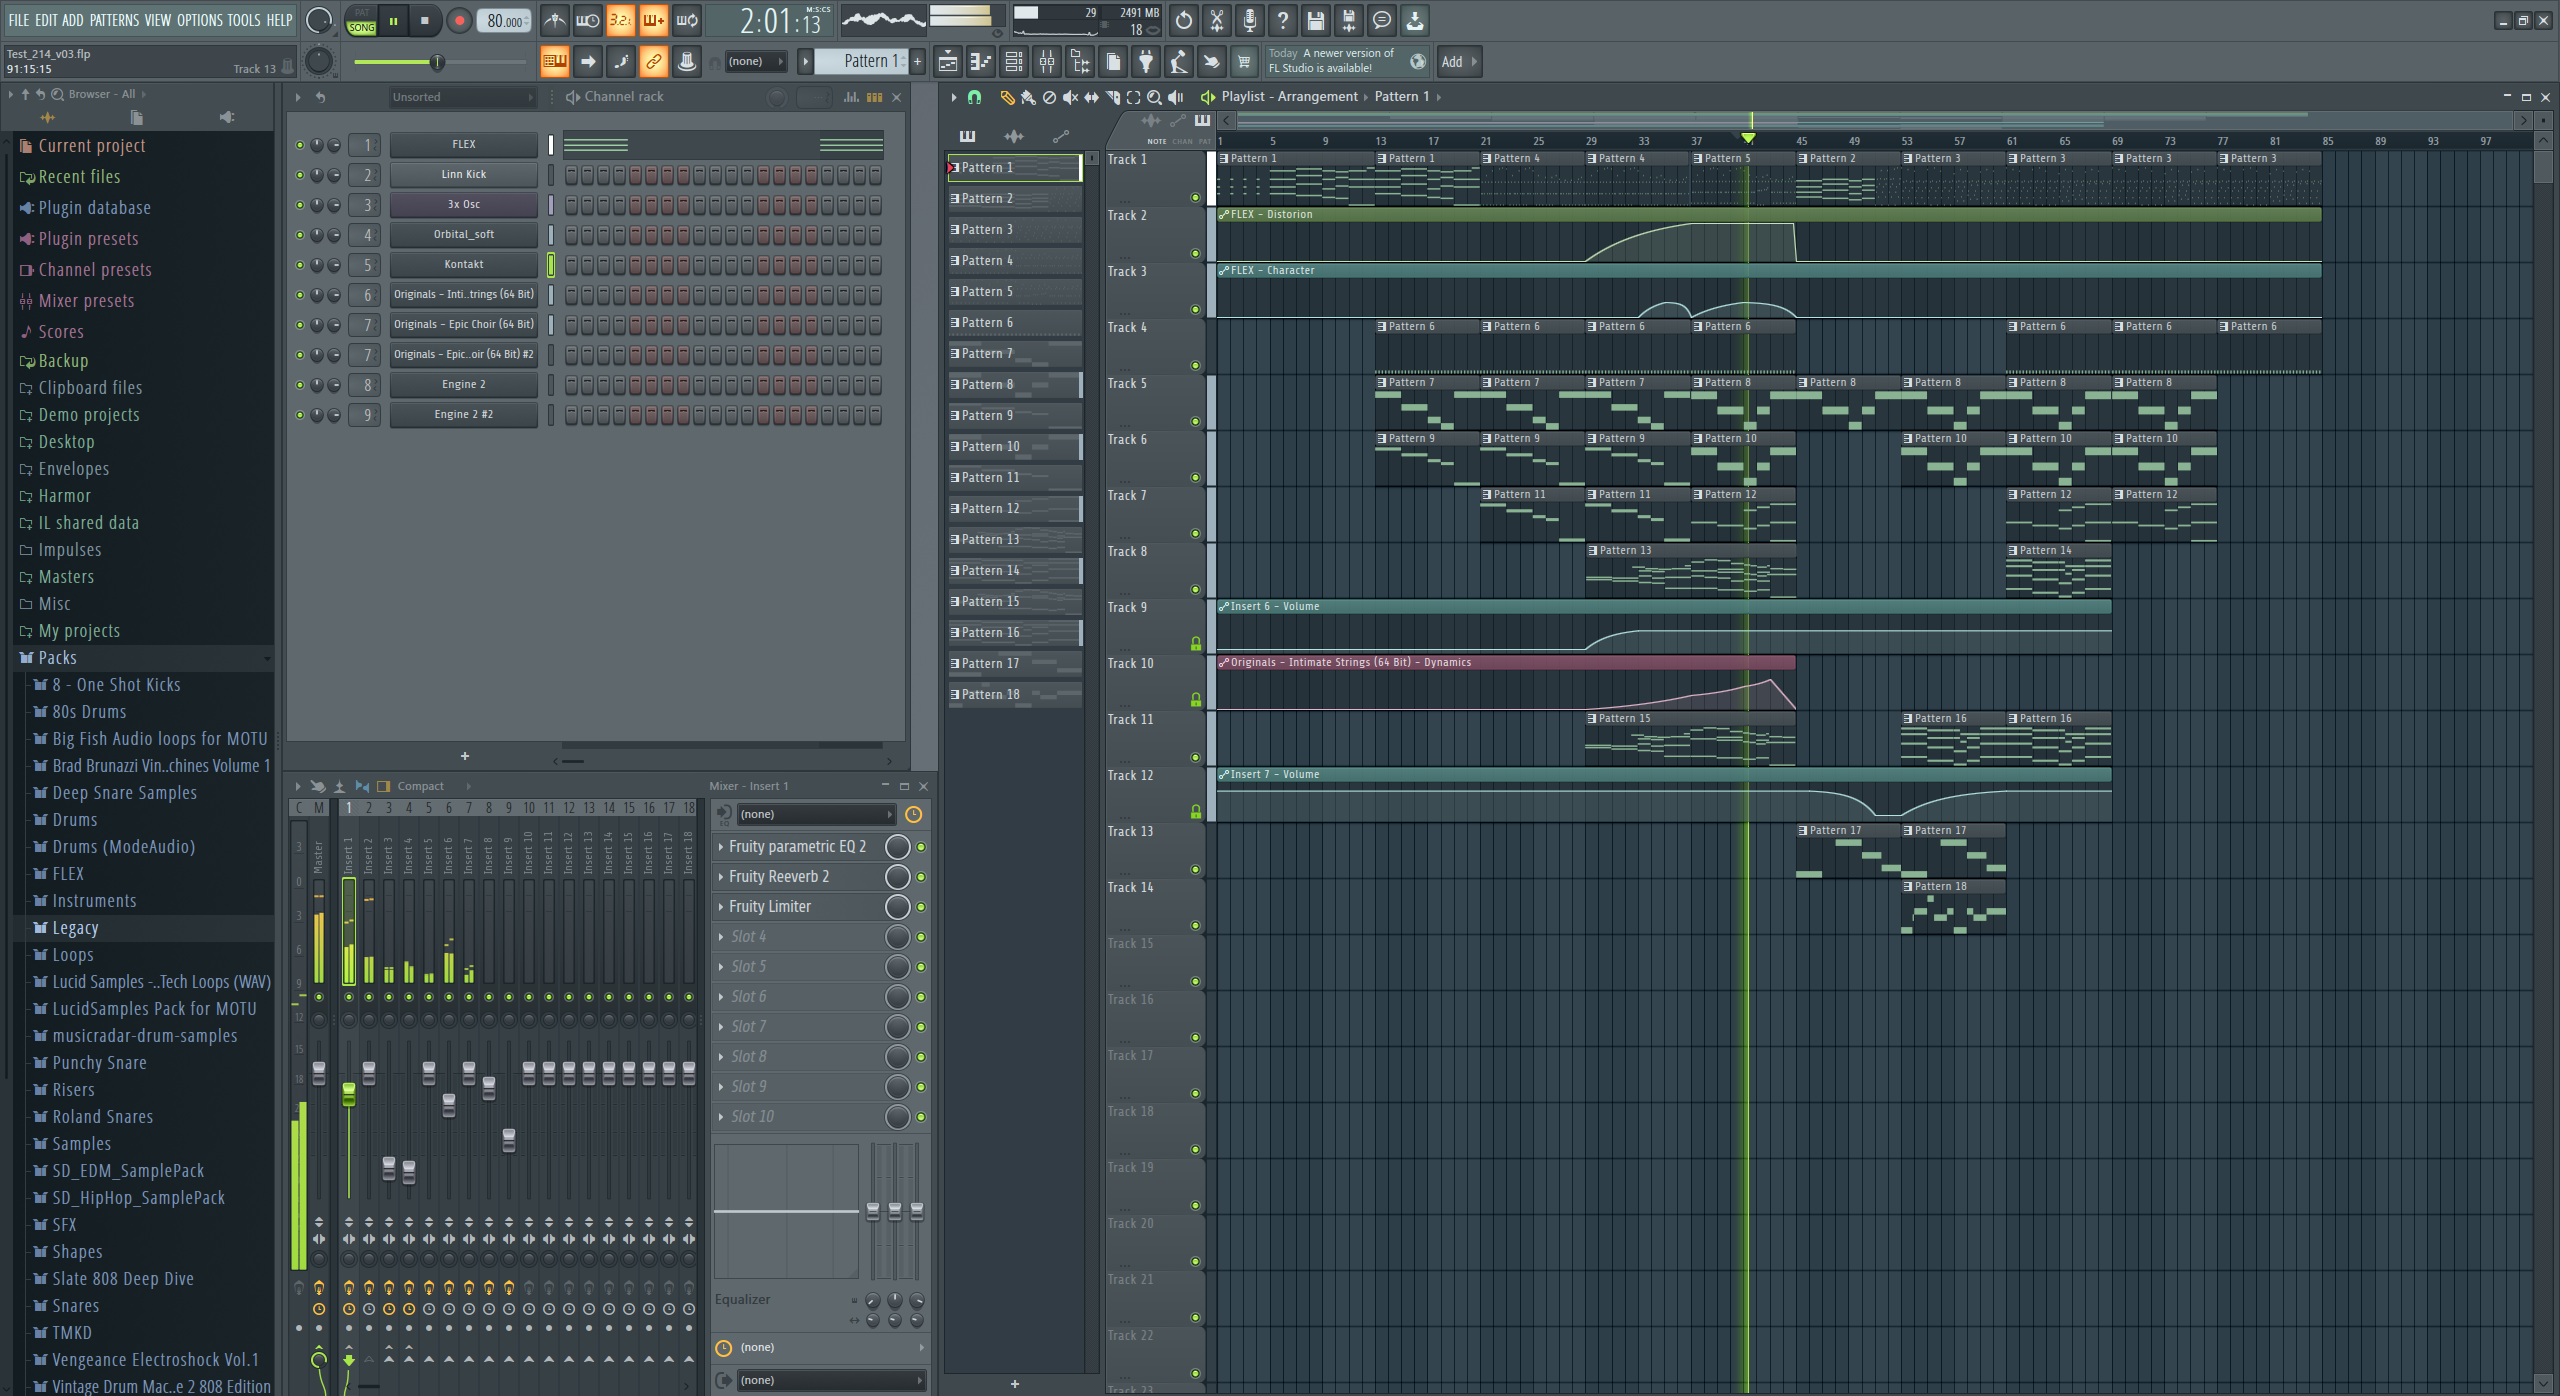 FILE EDIT ADD PATTERNS VIEW OPTIONS TOOLS HELP
PAT
SONG
80.000
3.2.
2:01:13
M:S:CS
29
2491 MB
18
Test_214_v03.flp
91:15:15
Track 13
(none)
Pattern 1
+
Today A newer version of
FL Studio is available!
Add
Browser - All
Current project
Recent files
Plugin database
Plugin presets
Channel presets
Mixer presets
Scores
Backup
Clipboard files
Demo projects
Desktop
Envelopes
Harmor
IL shared data
Impulses
Masters
Misc
My projects
Packs
8 - One Shot Kicks
80s Drums
Big Fish Audio loops for MOTU
Brad Brunazzi Vin..chines Volume 1
Deep Snare Samples
Drums
Drums (ModeAudio)
FLEX
Instruments
Legacy
Loops
Lucid Samples -..Tech Loops (WAV)
LucidSamples Pack for MOTU
musicradar-drum-samples
Punchy Snare
Risers
Roland Snares
Samples
SD_EDM_SamplePack
SD_HipHop_SamplePack
SFX
Shapes
Slate 808 Deep Dive
Snares
TMKD
Vengeance Electroshock Vol.1
Vintage Drum Mac..e 2 808 Edition
Unsorted
Channel rack
1 FLEX
2 Linn Kick
3 3x Osc
4 Orbital_soft
5 Kontakt
6 Originals - Inti..trings (64 Bit)
7 Originals - Epic Choir (64 Bit)
7 Originals - Epic..oir (64 Bit) #2
8 Engine 2
9 Engine 2 #2
+
Compact
Mixer - Insert 1
C M 1 2 3 4 5 6 7 8 9 10 11 12 13 14 15 16 17 18
Master
Insert 1
Insert 2
Insert 3
Insert 4
Insert 5
Insert 6
Insert 7
Insert 8
Insert 9
Insert 10
Insert 11
Insert 12
Insert 13
Insert 14
Insert 15
Insert 16
Insert 17
Insert 18
3
0
3
6
9
12
15
18
(none)
EQ
Fruity parametric EQ 2
Fruity Reeverb 2
Fruity Limiter
Slot 4
Slot 5
Slot 6
Slot 7
Slot 8
Slot 9
Slot 10
Equalizer
(none)
(none)
Playlist - Arrangement
Pattern 1
NOTE CHAN PAT
1 5 9 13 17 21 25 29 33 37 45 49 53 57 61 65 69 73 77 81 85 89 93 97
Pattern 1
Pattern 2
Pattern 3
Pattern 4
Pattern 5
Pattern 6
Pattern 7
Pattern 8
Pattern 9
Pattern 10
Pattern 11
Pattern 12
Pattern 13
Pattern 14
Pattern 15
Pattern 16
Pattern 17
Pattern 18
+
Track 1 Pattern 1 Pattern 1 Pattern 4 Pattern 4 Pattern 5 Pattern 2 Pattern 3 Pattern 3 Pattern 3 Pattern 3
Track 2 FLEX - Distorion
Track 3 FLEX - Character
Track 4 Pattern 6 Pattern 6 Pattern 6 Pattern 6 Pattern 6 Pattern 6 Pattern 6
Track 5 Pattern 7 Pattern 7 Pattern 7 Pattern 8 Pattern 8 Pattern 8 Pattern 8 Pattern 8
Track 6 Pattern 9 Pattern 9 Pattern 9 Pattern 10 Pattern 10 Pattern 10 Pattern 10
Track 7 Pattern 11 Pattern 11 Pattern 12 Pattern 12 Pattern 12
Track 8 Pattern 13 Pattern 14
Track 9 Insert 6 - Volume
Track 10 Originals - Intimate Strings (64 Bit) - Dynamics
Track 11 Pattern 15 Pattern 16 Pattern 16
Track 12 Insert 7 - Volume
Track 13 Pattern 17 Pattern 17
Track 14 Pattern 18
Track 15
Track 16
Track 17
Track 18
Track 19
Track 20
Track 21
Track 22
Track 23